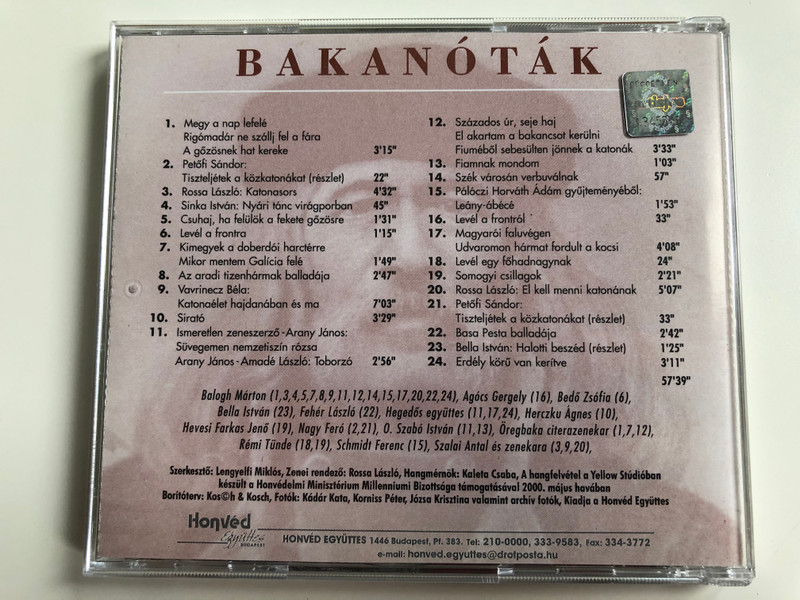 BAKANÓTÁK
1. Megy a nap lefelé
Rigómadár ne szállj fel a fára
A gőzösnek hat kereke 3'15"
2. Petőfi Sándor:
Tiszteljétek a közkatonákat (részlet) 22"
3. Rossa László: Katonasors 4'32"
4. Sinka István: Nyári tánc virágporban 45"
5. Csuhaj, ha felülök a fekete gőzösre 1'31"
6. Levél a frontra 1'15"
7. Kimegyek a doberdói harctérre
Mikor mentem Galícia felé 1'49"
8. Az aradi tizenhármak balladája 2'47"
9. Vavrinecz Béla:
Katonaélet hajdanában és ma 7'03"
10. Sirató 3'29"
11. Ismeretlen zeneszerző-Arany János:
Süvegemen nemzetiszín rózsa
Arany János-Amadé László: Toborzó 2'56"
12. Százados úr, seje haj
El akartam a bakancsot kerülni
Fiuméből sebesülten jönnek a katonák 3'33"
13. Fiamnak mondom 1'03"
14. Szék városán verbuválnak 57"
15. Pálóczi Horváth Ádám gyűjteményéből:
Leány-ábécé 1'53"
16. Levél a frontról 33"
17. Magyarói faluvégen
Udvaromon hármat fordult a kocsi 4'08"
18. Levél egy főhadnagynak 24"
19. Somogyi csillagok 2'21"
20. Rossa László: El kell menni katonának 5'07"
21. Petőfi Sándor:
Tiszteljétek a közkatonákat (részlet) 33"
22. Basa Pesta balladája 2'42"
23. Bella István: Halotti beszéd (részlet) 1'25"
24. Erdély körű van kerítve 3'11"
57'39"
Balogh Márton (1,3,4,5,7,8,9,11,12,14,15,17,20,22,24), Agócs Gergely (16), Bedő Zsófia (6),
Bella István (23), Fehér László (22), Hegedős együttes (11,17,24), Herczku Ágnes (10),
Hevesi Farkas Jenő (19), Nagy Feró (2,21), O. Szabó István (11,13), Öregbaka citerazenekar (1,7,12),
Rémi Tünde (18,19), Schmidt Ferenc (15), Szalai Antal és zenekara (3,9,20),
Szerkesztő: Lengyelfi Miklós, Zenei rendező: Rossa László, Hangmérnök: Kaleta Csaba, A hangfelvétel a Yellow Stúdióban
készült a Honvédelmi Minisztérium Millenniumi Bizottsága támogatásával 2000. május havában
Borítóterv: Kos©h & Kosch, Fotók: Kádár Kata, Korniss Péter, Józsa Krisztina valamint archív fotók, Kiadja a Honvéd Együttes
Honvéd
Együttes
BUDAPEST
HONVÉD EGYÜTTES 1446 Budapest, Pf. 383. Tel: 210-0000, 333-9583, Fax: 334-3772
e-mail: honved.egyuttes@drotposta.hu